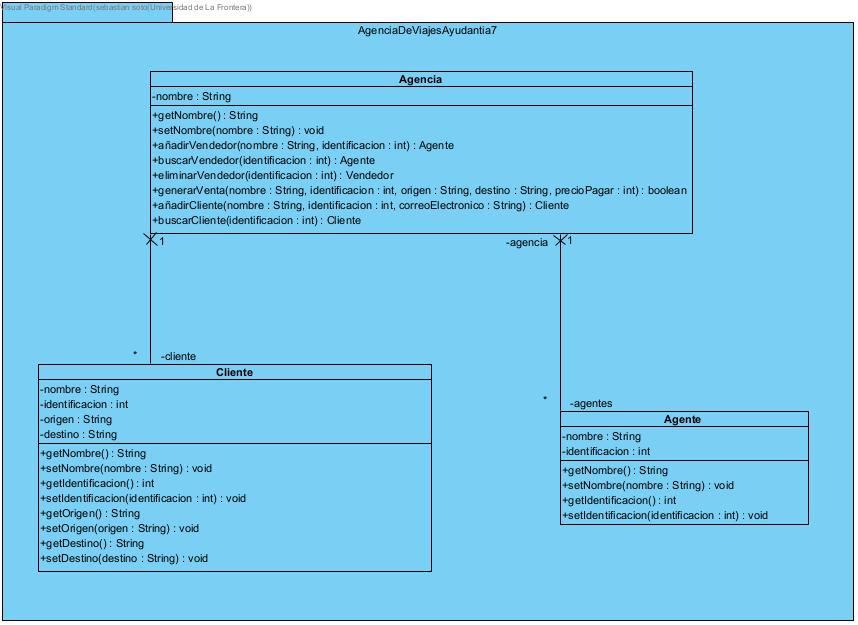 Visual Paradigm Standard(sebastian soto(Universidad de La Frontera))
AgenciaDeViajesAyudantia7
Agencia
-nombre : String
+getNombre() : String
+setNombre(nombre : String) : void
+añadirVendedor(nombre : String, identificacion : int) : Agente
+buscarVendedor(identificacion : int) : Agente
+eliminarVendedor(identificacion : int) : Vendedor
+generarVenta(nombre : String, identificacion : int, origen : String, destino : String, precioPagar : int) : boolean
+añadirCliente(nombre : String, identificacion : int, correoElectronico : String) : Cliente
+buscarCliente(identificacion : int) : Cliente
1
-agencia
1
*
-cliente
Cliente
-nombre : String
-identificacion : int
-origen : String
-destino : String
+getNombre() : String
+setNombre(nombre : String) : void
+getIdentificacion() : int
+setIdentificacion(identificacion : int) : void
+getOrigen() : String
+setOrigen(origen : String) : void
+getDestino() : String
+setDestino(destino : String) : void
*
-agentes
Agente
-nombre : String
-identificacion : int
+getNombre() : String
+setNombre(nombre : String) : void
+getIdentificacion() : int
+setIdentificacion(identificacion : int) : void